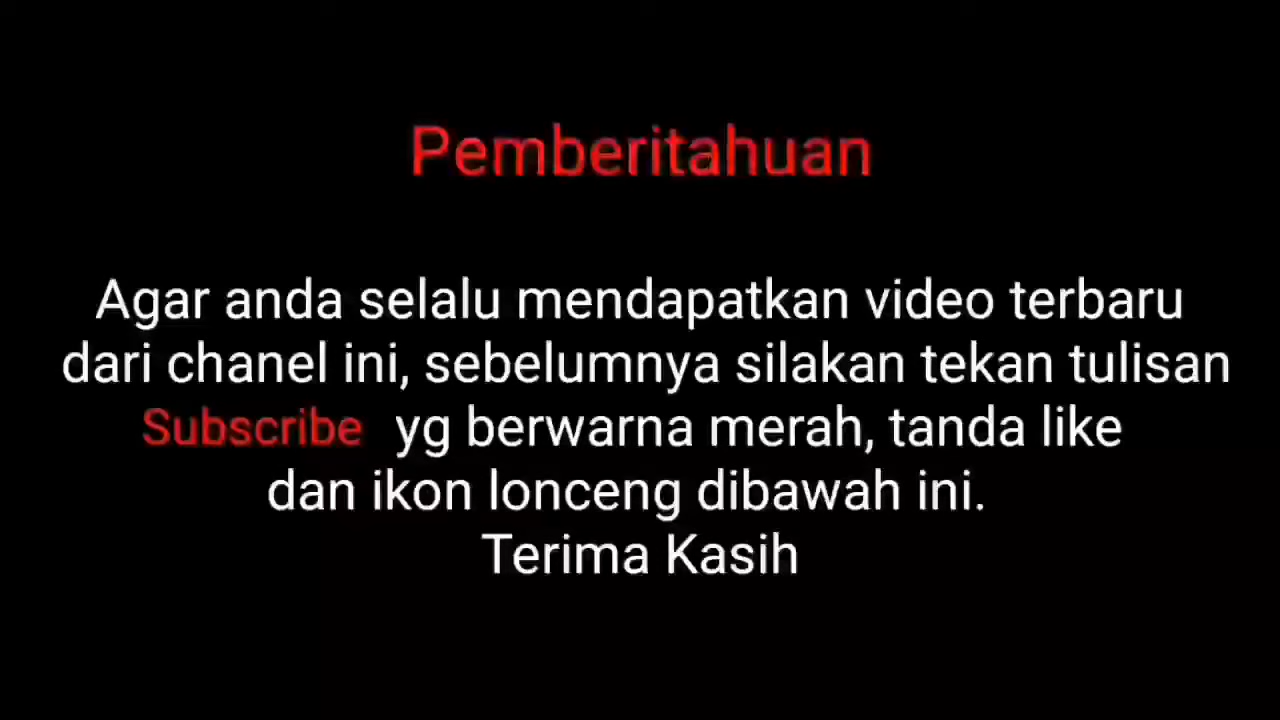 Pemberitahuan
Agar anda selalu mendapatkan video terbaru
dari chanel ini, sebelumnya silakan tekan tulisan
Subscribe yg berwarna merah, tanda like
dan ikon lonceng dibawah ini.
Terima Kasih